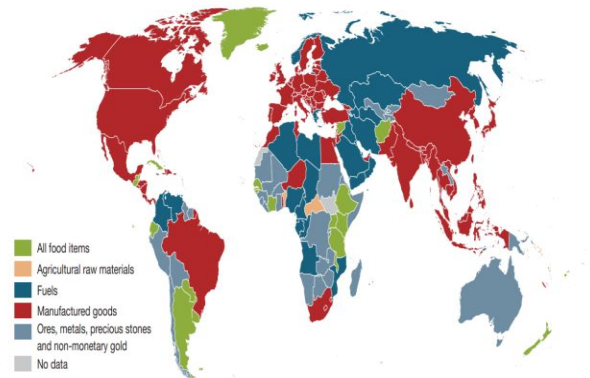 All food items
Agricultural raw materials
Fuels
Manufactured goods
Ores, metals, precious stones
and non-monetary gold
No data